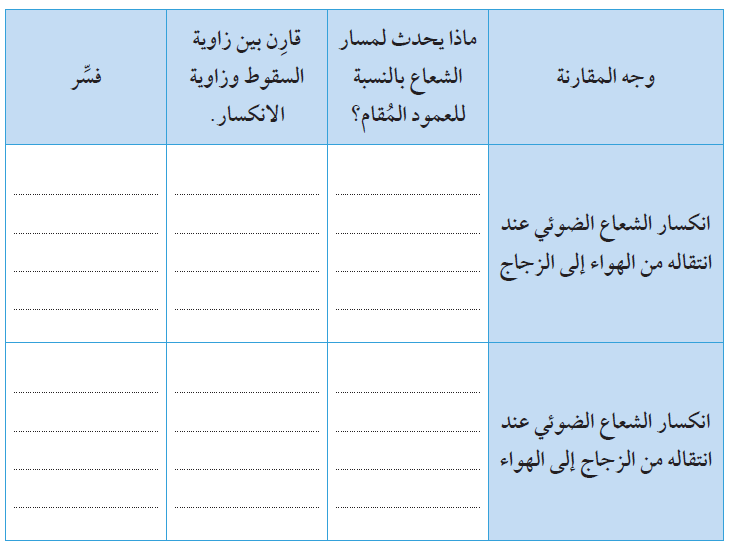 وجه المقارنة
ماذا يحدث لمسار
الشعاع بالنسبة
للعمود المُقام؟
قارِن بين زاوية
السقوط وزاوية
الانكسار.
فسِّر
انكسار الشعاع الضوئي عند
انتقاله من الهواء إلى الزجاج
انكسار الشعاع الضوئي عند
انتقاله من الزجاج إلى الهواء